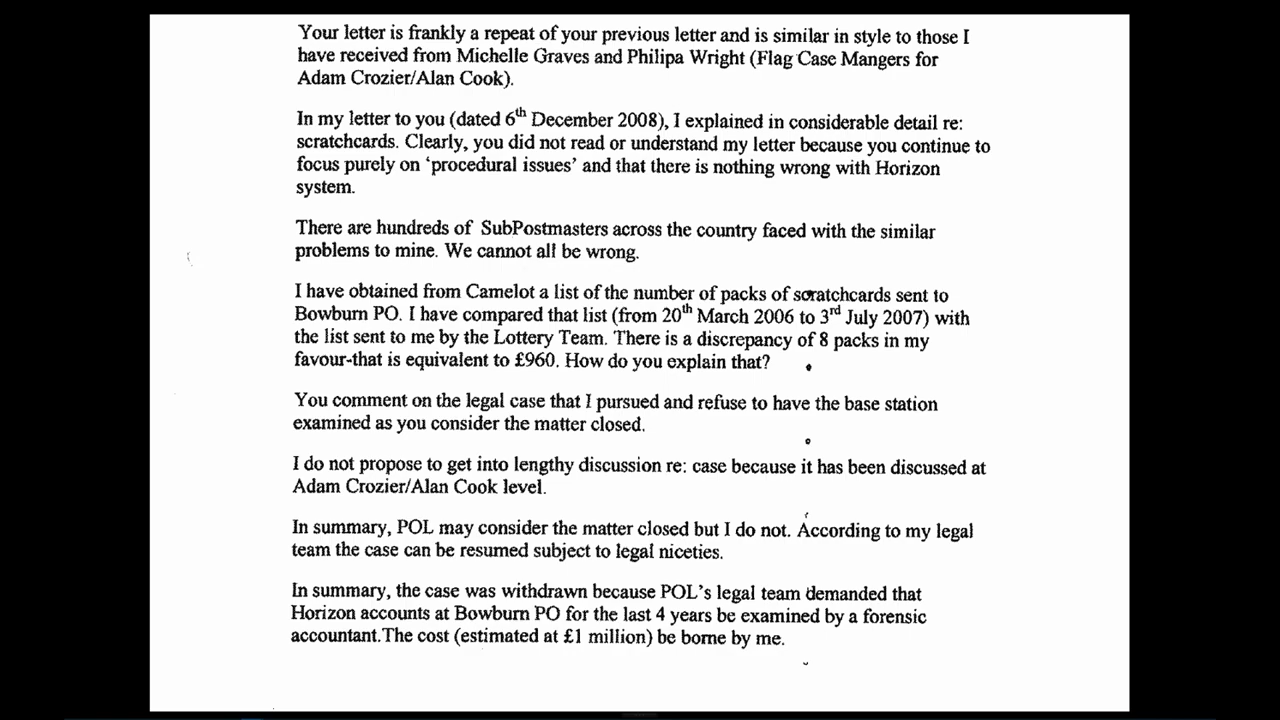 Your letter is frankly a repeat of your previous letter and is similar in style to those I
have received from Michelle Graves and Philipa Wright (Flag Case Mangers for
Adam Crozier/Alan Cook).
In my letter to you (dated 6th December 2008), I explained in considerable detail re:
scratchcards. Clearly, you did not read or understand my letter because you continue to
focus purely on ‘procedural issues’ and that there is nothing wrong with Horizon
system.
There are hundreds of SubPostmasters across the country faced with the similar
problems to mine. We cannot all be wrong.
I have obtained from Camelot a list of the number of packs of scratchcards sent to
Bowburn PO. I have compared that list (from 20th March 2006 to 3rd July 2007) with
the list sent to me by the Lottery Team. There is a discrepancy of 8 packs in my
favour-that is equivalent to £960. How do you explain that?
You comment on the legal case that I pursued and refuse to have the base station
examined as you consider the matter closed.
I do not propose to get into lengthy discussion re: case because it has been discussed at
Adam Crozier/Alan Cook level.
In summary, POL may consider the matter closed but I do not. According to my legal
team the case can be resumed subject to legal niceties.
In summary, the case was withdrawn because POL’s legal team demanded that
Horizon accounts at Bowburn PO for the last 4 years be examined by a forensic
accountant.The cost (estimated at £1 million) be borne by me.